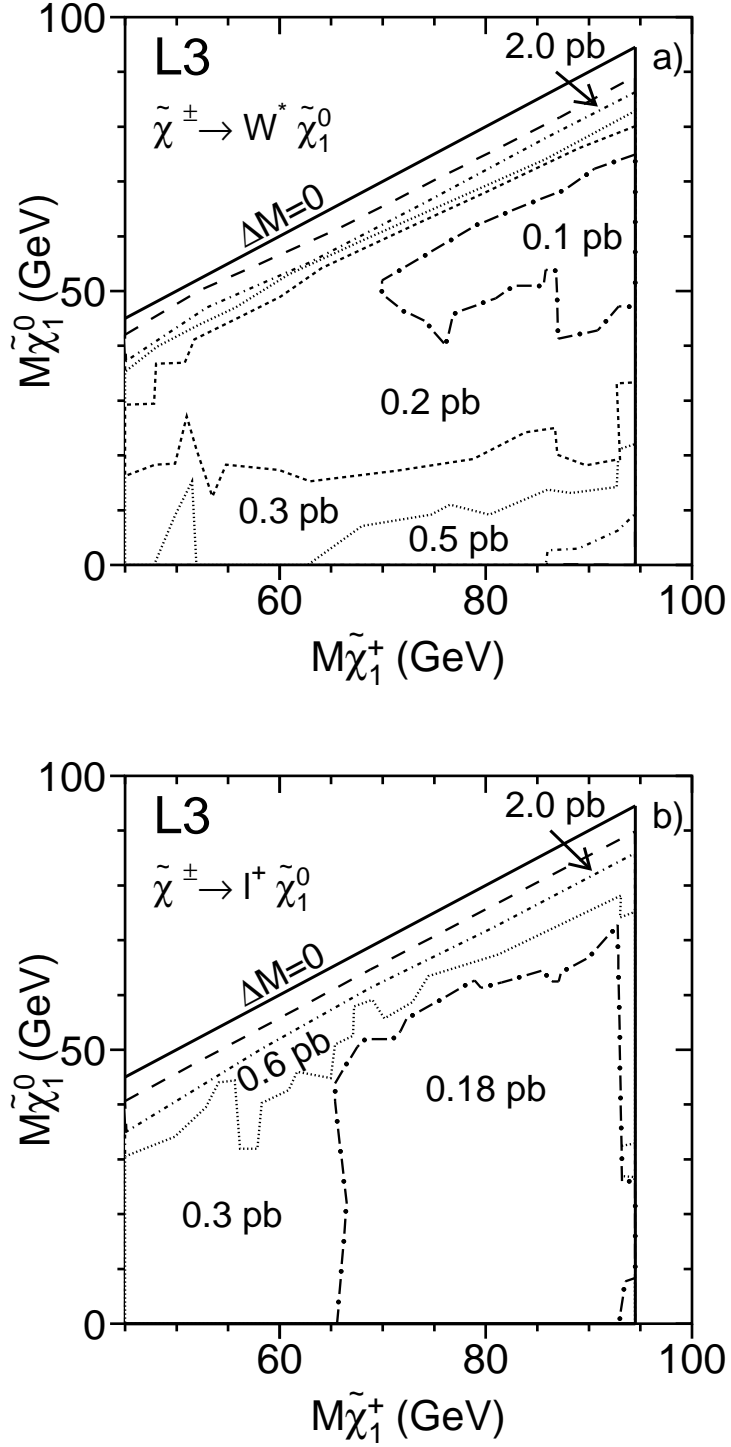 100
L3
2.0 pb
a)
χ̃ ± → W* χ̃₁⁰
ΔM=0
0.1 pb
50
Mχ̃₁⁰ (GeV)
0.2 pb
0.3 pb
0.5 pb
0
60
80
100
Mχ̃₁⁺ (GeV)
100
L3
2.0 pb
b)
χ̃ ± → l⁺ χ̃₁⁰
ΔM=0
0.6 pb
50
Mχ̃₁⁰ (GeV)
0.18 pb
0.3 pb
0
60
80
100
Mχ̃₁⁺ (GeV)